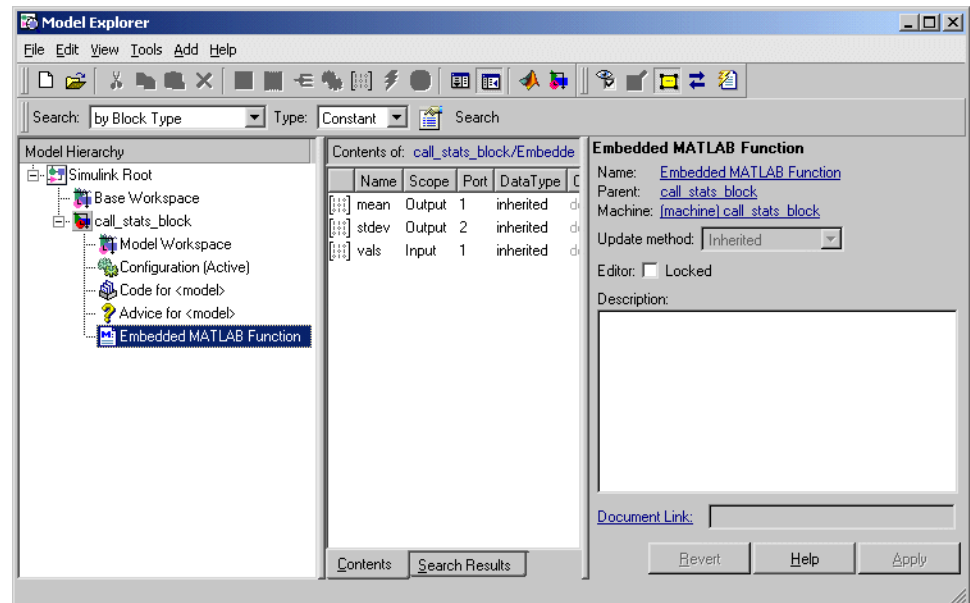 Model Explorer
File Edit View Tools Add Help
Search: by Block Type Type: Constant Search
Model Hierarchy
Simulink Root
Base Workspace
call_stats_block
Model Workspace
Configuration (Active)
Code for <model>
Advice for <model>
Embedded MATLAB Function
Contents of: call_stats_block/Embedde
Name Scope Port DataType C
mean Output 1 inherited de
stdev Output 2 inherited de
vals Input 1 inherited de
Contents Search Results
Embedded MATLAB Function
Name: Embedded MATLAB Function
Parent: call_stats_block
Machine: (machine) call_stats_block
Update method: Inherited
Editor: Locked
Description:
Document Link:
Revert Help Apply